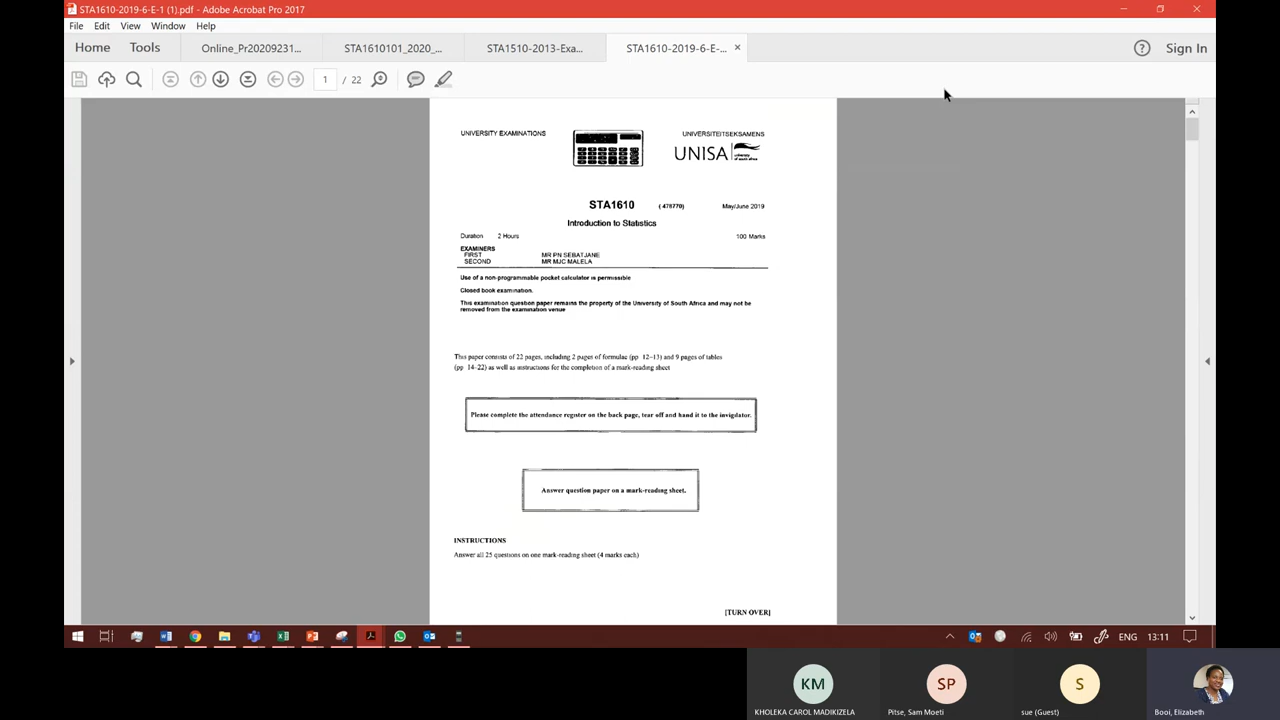 STA1610-2019-6-E-1 (1).pdf - Adobe Acrobat Pro 2017
File Edit View Window Help
Home Tools Online_Pr20209231... STA1610101_2020_... STA1510-2013-Exa... STA1610-2019-6-E-... Sign In
1 / 22
UNIVERSITY EXAMINATIONS UNIVERSITEITSEKSAMENS
UNISA university of south africa
STA1610 (478770) May/June 2019
Introduction to Statistics
Duration 2 Hours 100 Marks
EXAMINERS
FIRST MR PN SEBATJANE
SECOND MR MJC MALELA
Use of a non-programmable pocket calculator is permissible
Closed book examination.
This examination question paper remains the property of the University of South Africa and may not be
removed from the examination venue
This paper consists of 22 pages, including 2 pages of formulae (pp 12–13) and 9 pages of tables
(pp 14–22) as well as instructions for the completion of a mark-reading sheet
Please complete the attendance register on the back page, tear off and hand it to the invigilator.
Answer question paper on a mark-reading sheet.
INSTRUCTIONS
Answer all 25 questions on one mark-reading sheet (4 marks each)
[TURN OVER]
ENG 13:11
KM SP S
KHOLEKA CAROL MADIKIZELA Pitse, Sam Moeti sue (Guest) Booi, Elizabeth